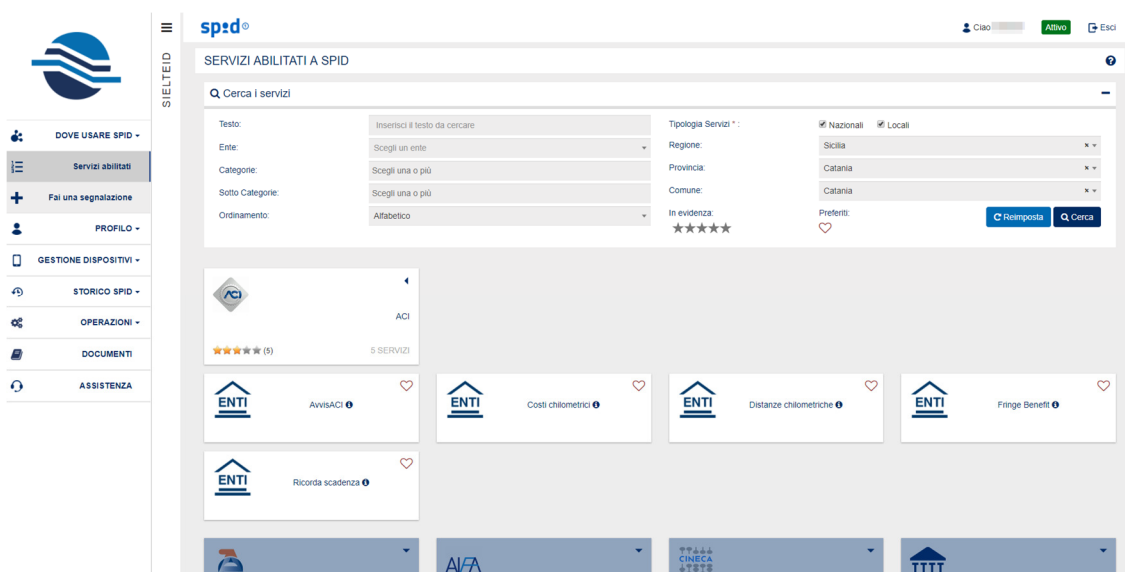 spid
Ciao
Attivo
Esci
SIELTEID
SERVIZI ABILITATI A SPID
Cerca i servizi
DOVE USARE SPID
Servizi abilitati
Fai una segnalazione
PROFILO
GESTIONE DISPOSITIVI
STORICO SPID
OPERAZIONI
DOCUMENTI
ASSISTENZA
Testo: Inserisci il testo da cercare
Ente: Scegli un ente
Categorie: Scegli una o più
Sotto Categorie: Scegli una o più
Ordinamento: Alfabetico
Tipologia Servizi * : Nazionali Locali
Regione: Sicilia
Provincia: Catania
Comune: Catania
In evidenza: Preferiti:
Reimposta Cerca
ACI
ACI
(5) 5 SERVIZI
ENTI AvvisACI
ENTI Costi chilometrici
ENTI Distanze chilometriche
ENTI Fringe Benefit
ENTI Ricorda scadenza
AIFA
CINECA